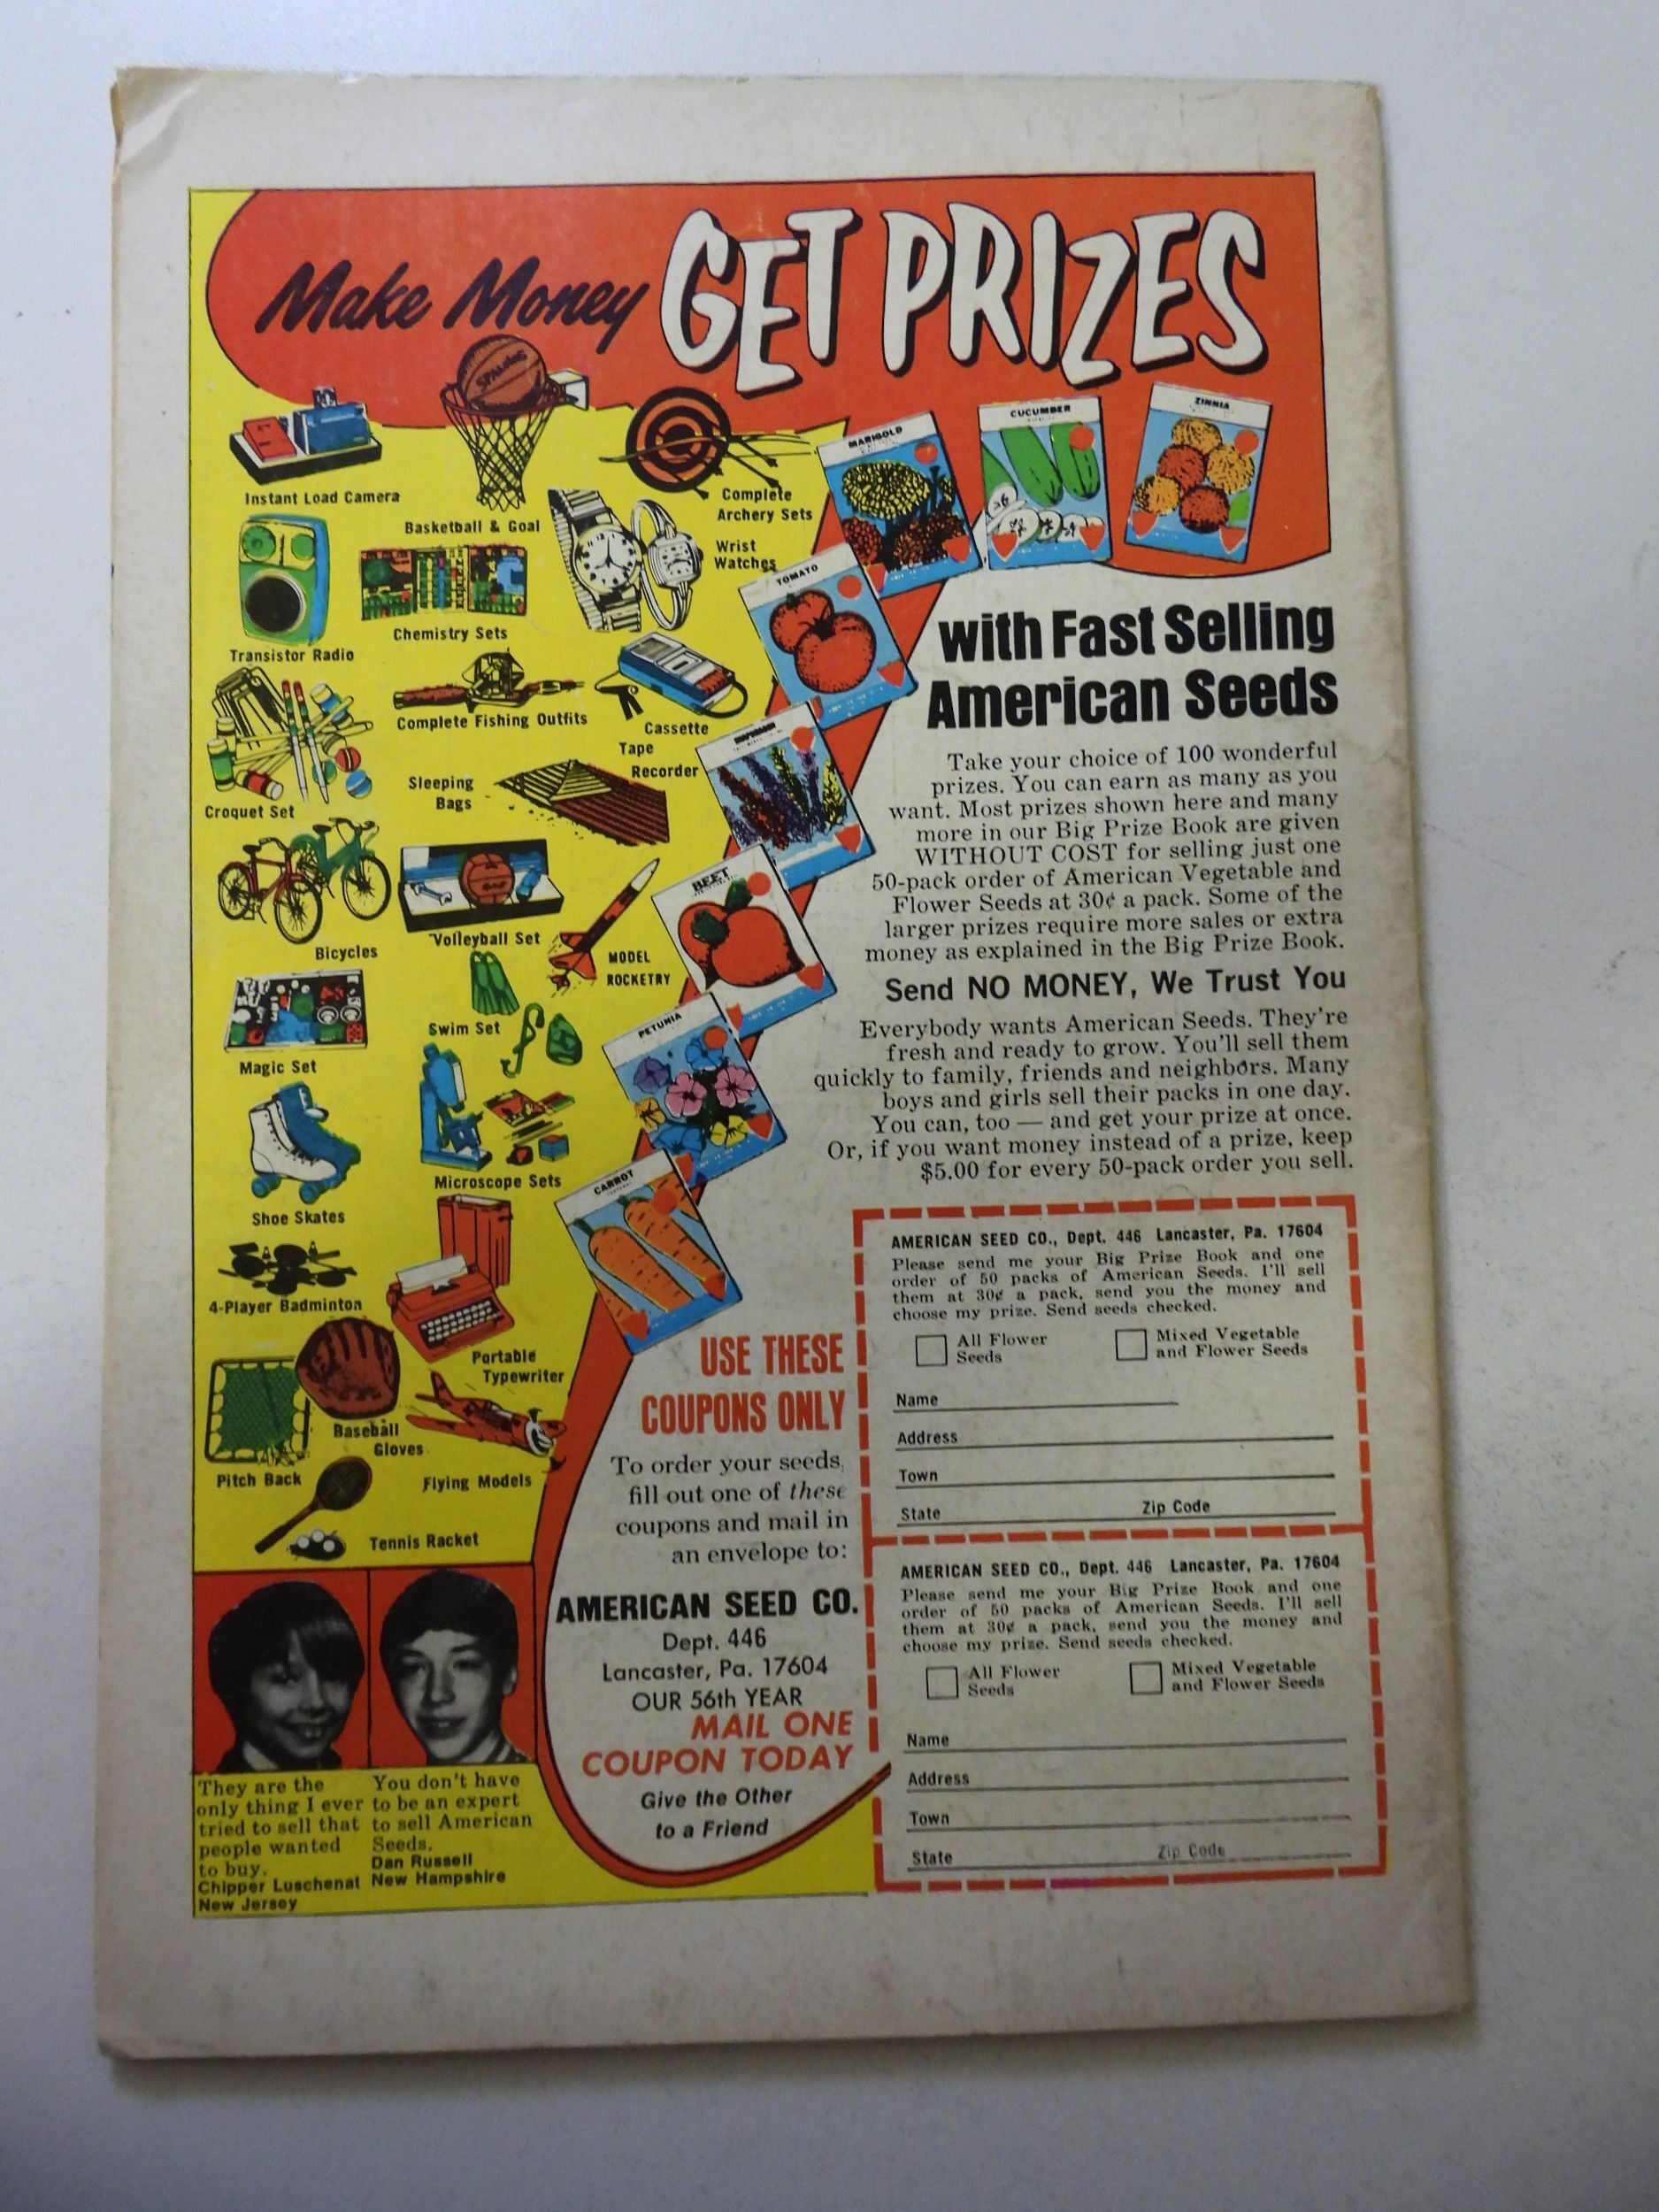 Make Money GET PRIZES
SPALDING
Instant Load Camera
Basketball & Goal
Complete
Archery Sets
Wrist
Watches
Chemistry Sets
Transistor Radio
Complete Fishing Outfits
Cassette
Tape
Recorder
Sleeping
Bags
Croquet Set
Bicycles
Volleyball Set
MODEL
ROCKETRY
Swim Set
Magic Set
Microscope Sets
Shoe Skates
4-Player Badminton
Portable
Typewriter
Baseball
Gloves
Pitch Back
Flying Models
Tennis Racket
MARIGOLD
CUCUMBER
ZINNIA
TOMATO
BEET
PETUNIA
CARROT
with Fast Selling
American Seeds
Take your choice of 100 wonderful
prizes. You can earn as many as you
want. Most prizes shown here and many
more in our Big Prize Book are given
WITHOUT COST for selling just one
50-pack order of American Vegetable and
Flower Seeds at 30¢ a pack. Some of the
larger prizes require more sales or extra
money as explained in the Big Prize Book.
Send NO MONEY, We Trust You
Everybody wants American Seeds. They're
fresh and ready to grow. You'll sell them
quickly to family, friends and neighbors. Many
boys and girls sell their packs in one day.
You can, too — and get your prize at once.
Or, if you want money instead of a prize, keep
$5.00 for every 50-pack order you sell.
USE THESE
COUPONS ONLY
To order your seeds,
fill out one of these
coupons and mail in
an envelope to:
AMERICAN SEED CO.
Dept. 446
Lancaster, Pa. 17604
OUR 56th YEAR
MAIL ONE
COUPON TODAY
Give the Other
to a Friend
AMERICAN SEED CO., Dept. 446 Lancaster, Pa. 17604
Please send me your Big Prize Book and one
order of 50 packs of American Seeds. I'll sell
them at 30¢ a pack, send you the money and
choose my prize. Send seeds checked.
All Flower
Seeds
Mixed Vegetable
and Flower Seeds
Name
Address
Town
State Zip Code
AMERICAN SEED CO., Dept. 446 Lancaster, Pa. 17604
Please send me your Big Prize Book and one
order of 50 packs of American Seeds. I'll sell
them at 30¢ a pack, send you the money and
choose my prize. Send seeds checked.
All Flower
Seeds
Mixed Vegetable
and Flower Seeds
Name
Address
Town
State Zip Code
They are the
only thing I ever
tried to sell that
people wanted
to buy.
Chipper Luschenat
New Jersey
You don't have
to be an expert
to sell American
Seeds.
Dan Russell
New Hampshire